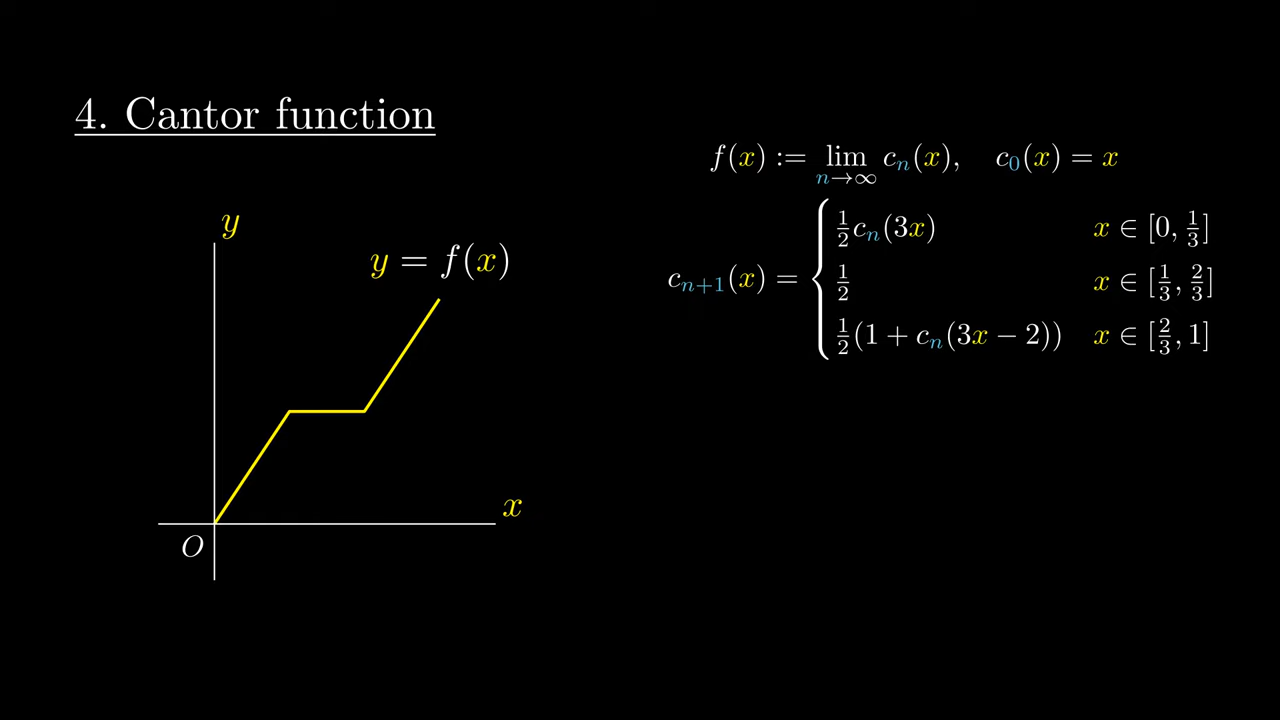 4. Cantor function
y
y = f(x)
x
O
f(x) := lim_{n→∞} c_n(x), c_0(x) = x
c_{n+1}(x) = {
½c_n(3x) x ∈ [0, ⅓]
½ x ∈ [⅓, ⅔]
½(1 + c_n(3x − 2)) x ∈ [⅔, 1]